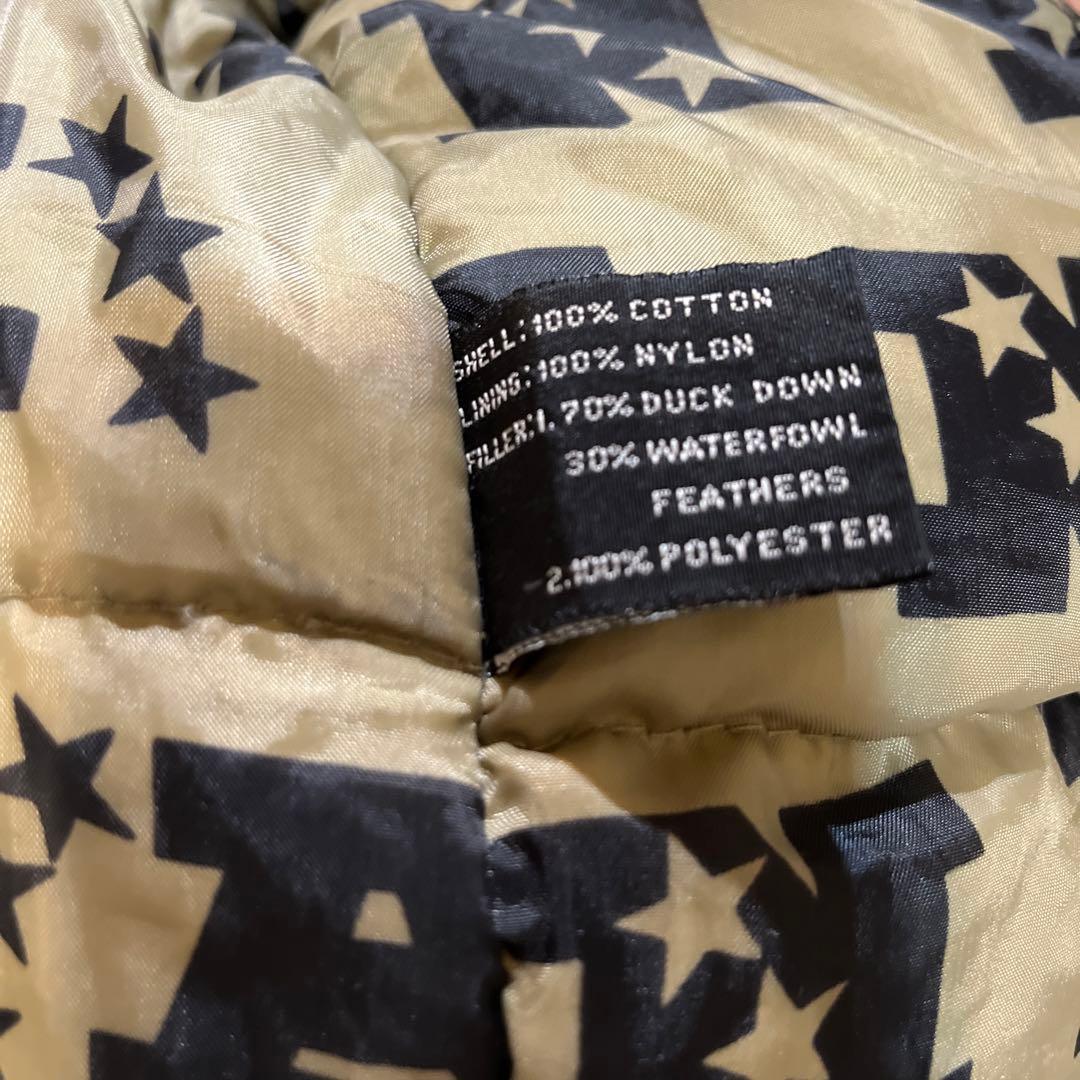 SHELL:100% COTTON
LINING:100% NYLON
FILLER:1.70% DUCK DOWN
30% WATERFOWL
FEATHERS
2.100% POLYESTER